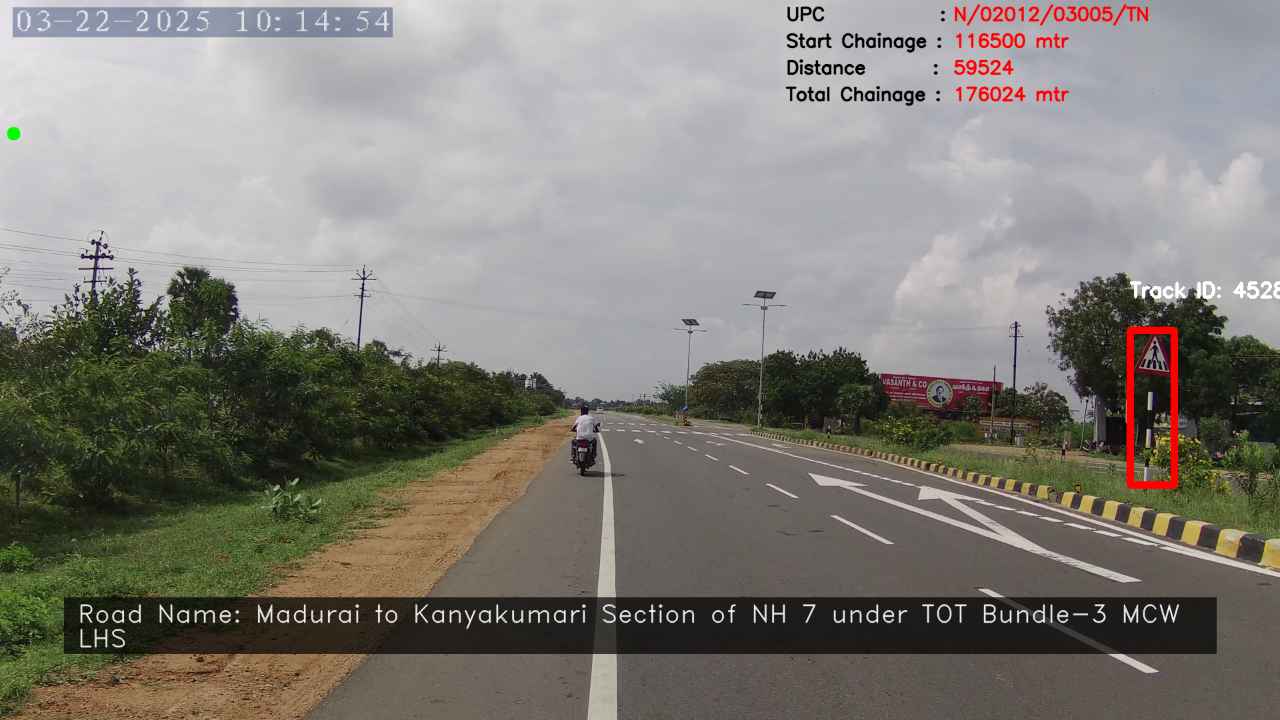 03-22-2025 10:14:54
UPC : N/02012/03005/TN
Start Chainage : 116500 mtr
Distance : 59524
Total Chainage : 176024 mtr
Track ID: 4528
VASANTH & CO
Road Name: Madurai to Kanyakumari Section of NH 7 under TOT Bundle-3 MCW
LHS